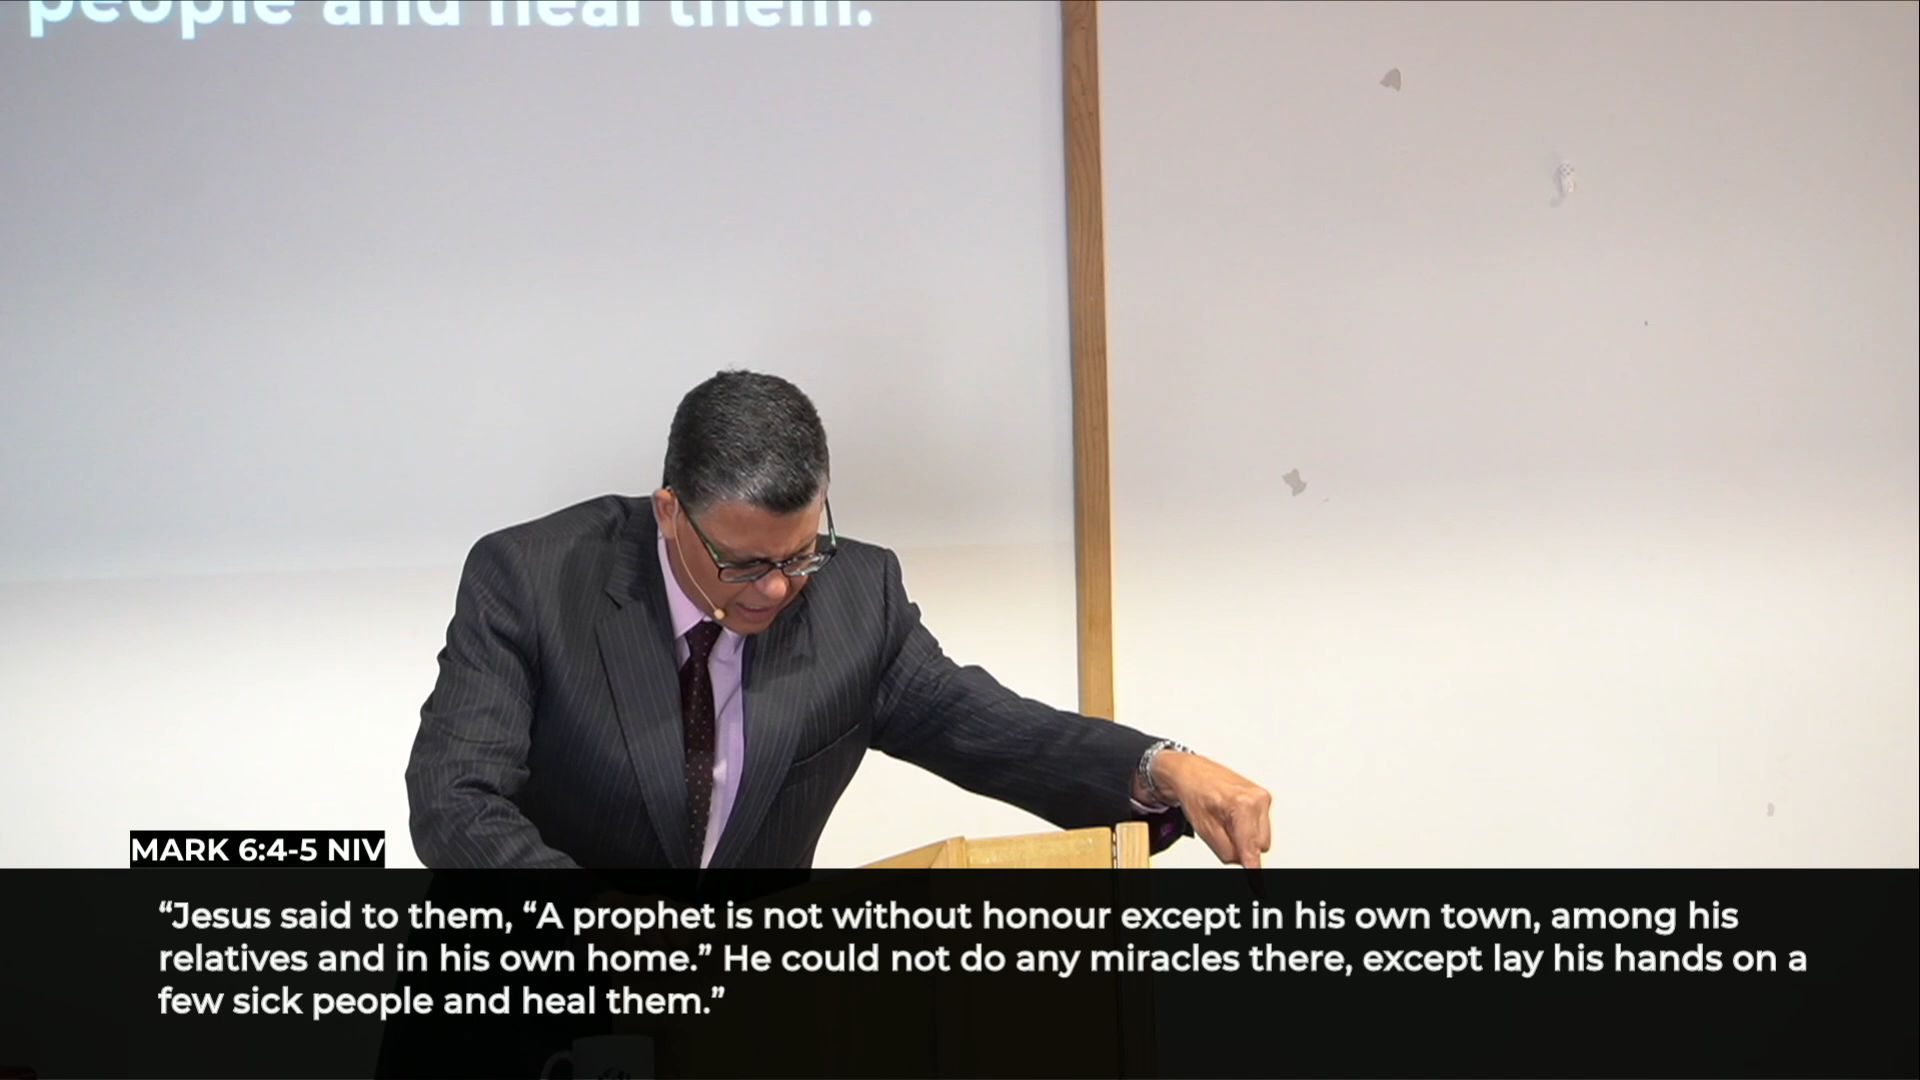 people and heal them.
MARK 6:4-5 NIV
“Jesus said to them, “A prophet is not without honour except in his own town, among his
relatives and in his own home.” He could not do any miracles there, except lay his hands on a
few sick people and heal them.”